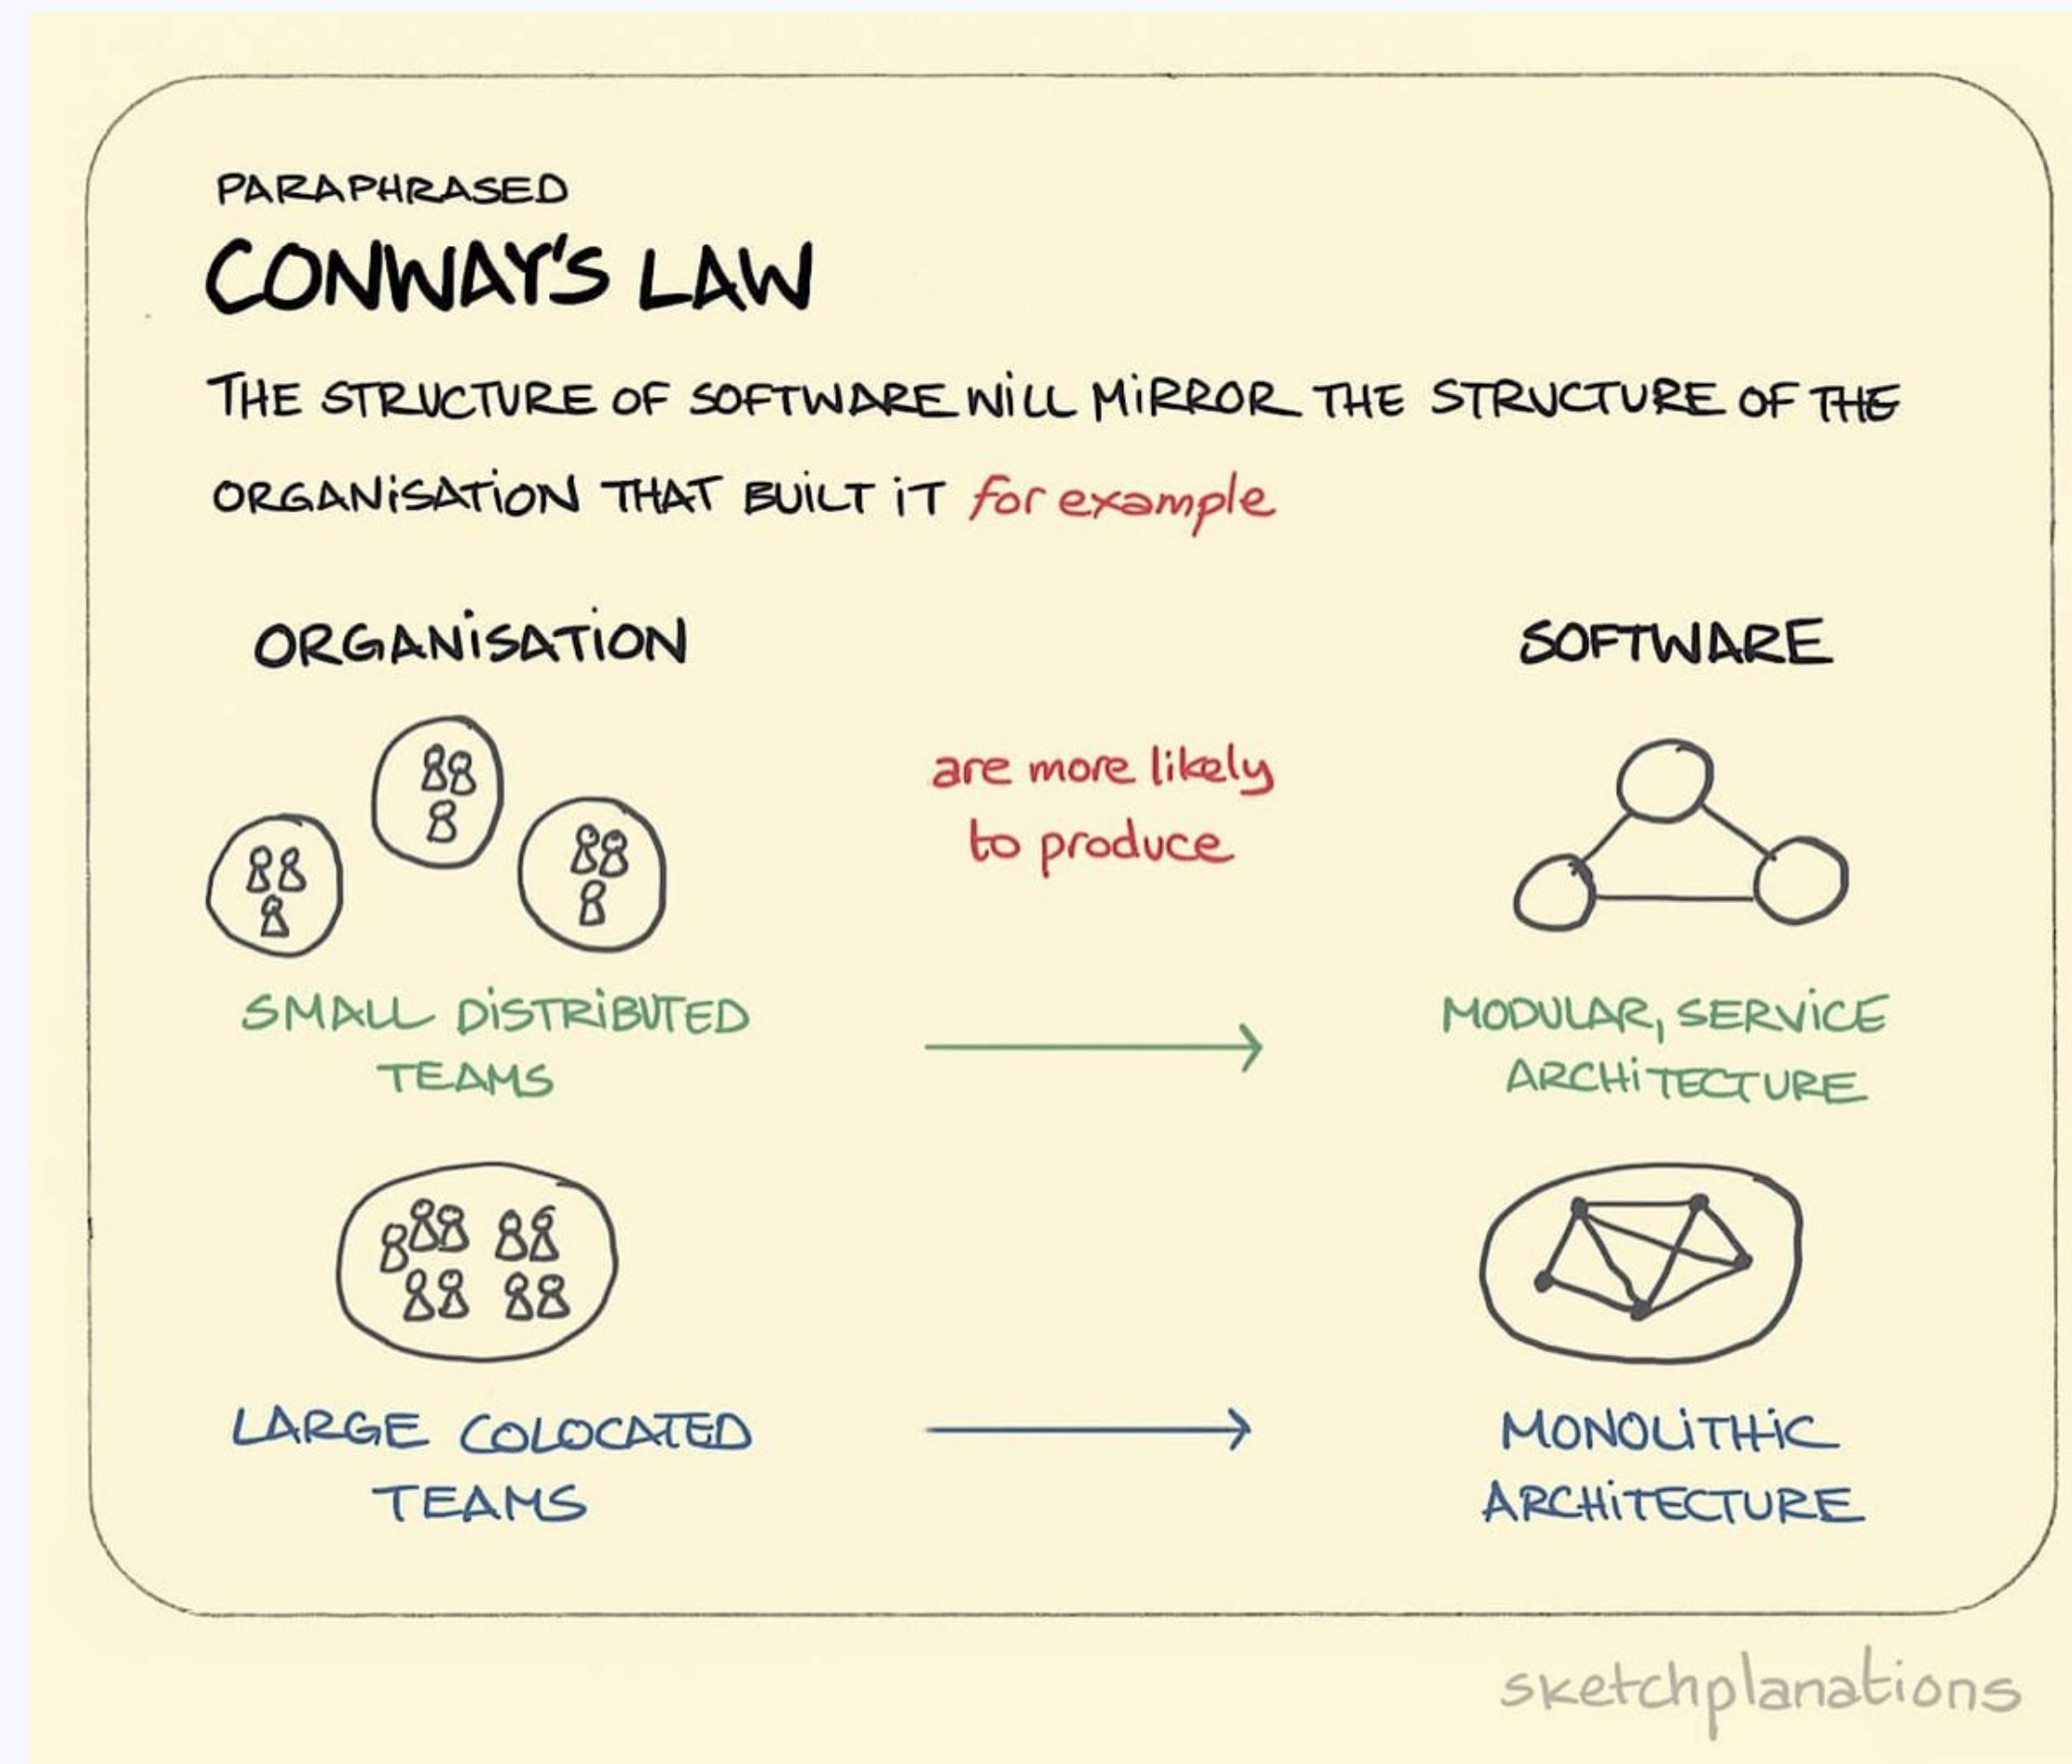 PARAPHRASED
CONWAY'S LAW
THE STRUCTURE OF SOFTWARE WILL MIRROR THE STRUCTURE OF THE
ORGANISATION THAT BUILT IT for example
ORGANISATION
SOFTWARE
are more likely
to produce
SMALL DISTRIBUTED
TEAMS
MODULAR, SERVICE
ARCHITECTURE
LARGE COLOCATED
TEAMS
MONOLITHIC
ARCHITECTURE
sketchplanations